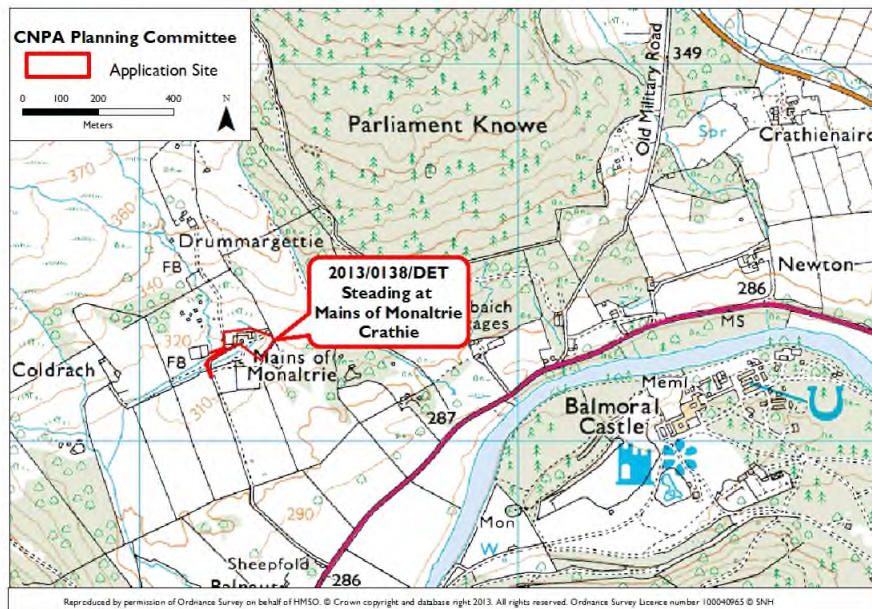 CNPA Planning Committee
Application Site
0 100 200 400
Meters
N
349
Parliament Knowe
Old Military Road
Spr
Crathienaird
370
360
Drummargettie
FB
340
2013/0138/DET
Steading at
Mains of Monaltrie
Crathie
Newton
286
MS
320
FB
Mains of
Monaltrie
Coldrach
310
287
Meml
Balmoral
Castle
290
Mon
W
Sheepfold
286
Reproduced by permission of Ordnance Survey on behalf of HMSO. © Crown copyright and database right 2013. All rights reserved. Ordnance Survey Licence number 100040965 © SNH